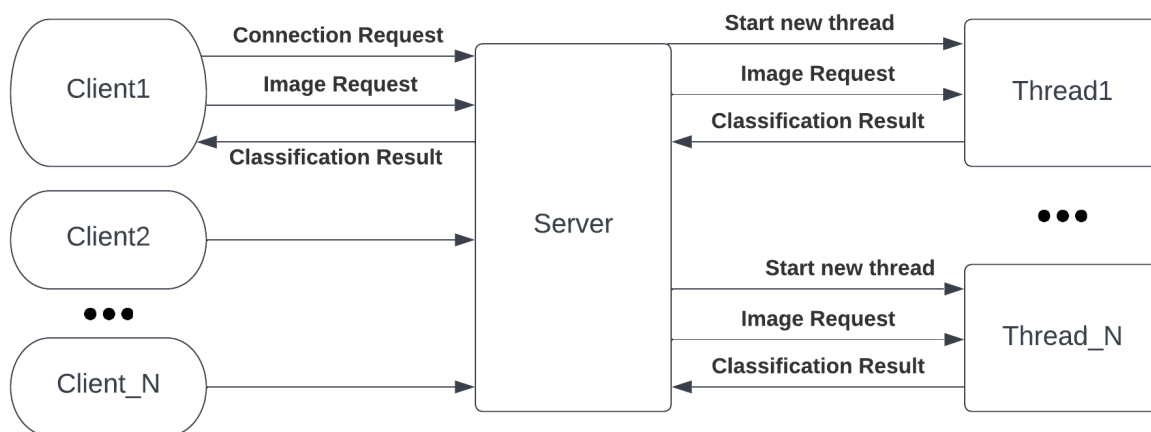 Start new thread
Connection Request
Image Request
Client1
Image Request
Thread1
Classification Result
Classification Result
Server
Client2
Start new thread
Image Request
Thread_N
Classification Result
Client_N